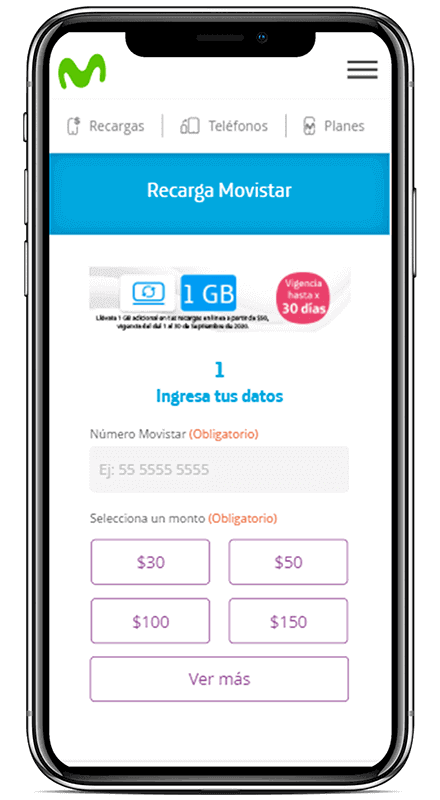 Recargas
Teléfonos
Planes
Recarga Movistar
1 GB
Vigencia
hasta x
30 días
Llévate 1 GB adicional en tus recargas en línea a partir de $50,
vigencia del 1 al 30 de Septiembre de 2020.
1
Ingresa tus datos
Número Movistar (Obligatorio)
Ej: 55 5555 5555
Selecciona un monto (Obligatorio)
$30
$50
$100
$150
Ver más